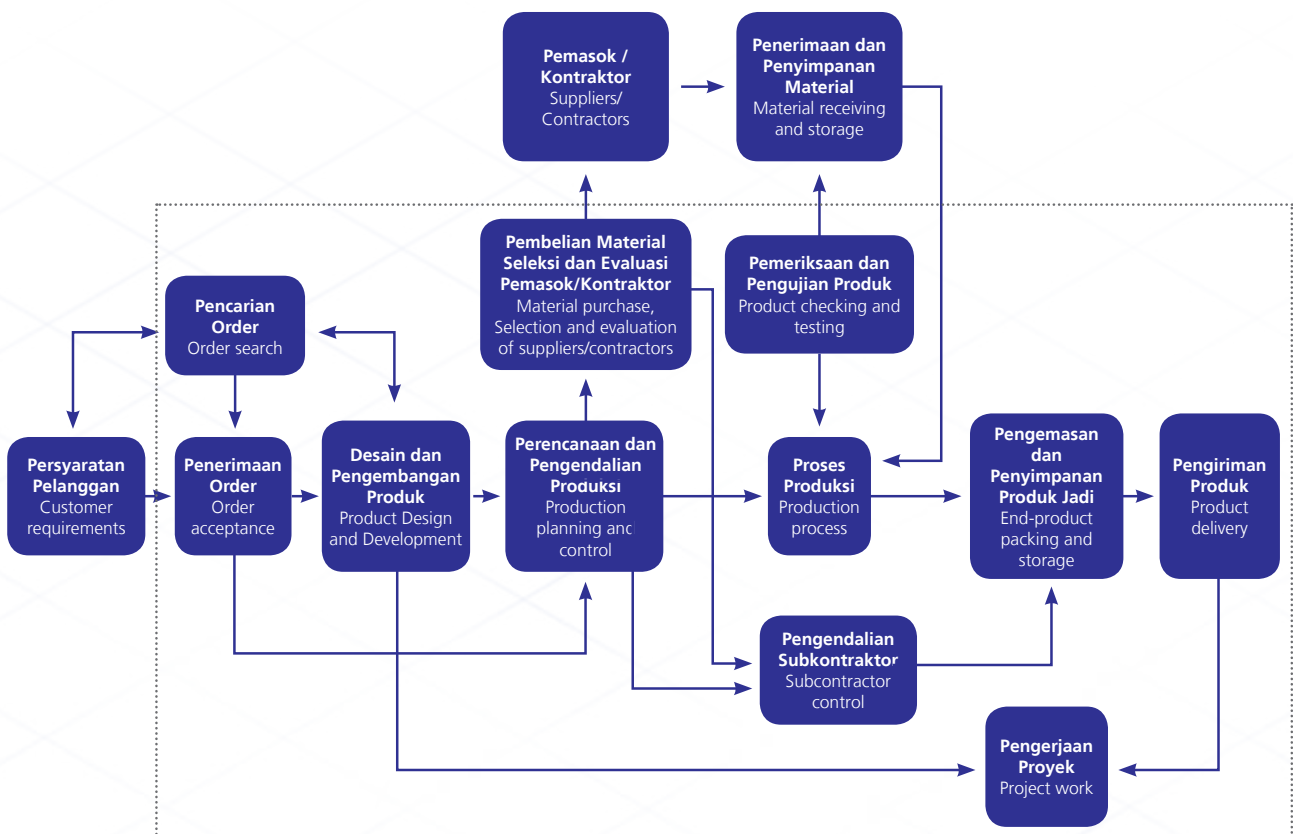 Pemasok /
Kontraktor
Suppliers/
Contractors
Penerimaan dan
Penyimpanan
Material
Material receiving
and storage
Pembelian Material
Seleksi dan Evaluasi
Pemasok/Kontraktor
Material purchase,
Selection and evaluation
of suppliers/contractors
Pemeriksaan dan
Pengujian Produk
Product checking and
testing
Pencarian
Order
Order search
Persyaratan
Pelanggan
Customer
requirements
Penerimaan
Order
Order
acceptance
Desain dan
Pengembangan
Produk
Product Design
and Development
Perencanaan dan
Pengendalian
Produksi
Production
planning and
control
Proses
Produksi
Production
process
Pengemasan
dan
Penyimpanan
Produk Jadi
End-product
packing and
storage
Pengiriman
Produk
Product
delivery
Pengendalian
Subkontraktor
Subcontractor
control
Pengerjaan
Proyek
Project work